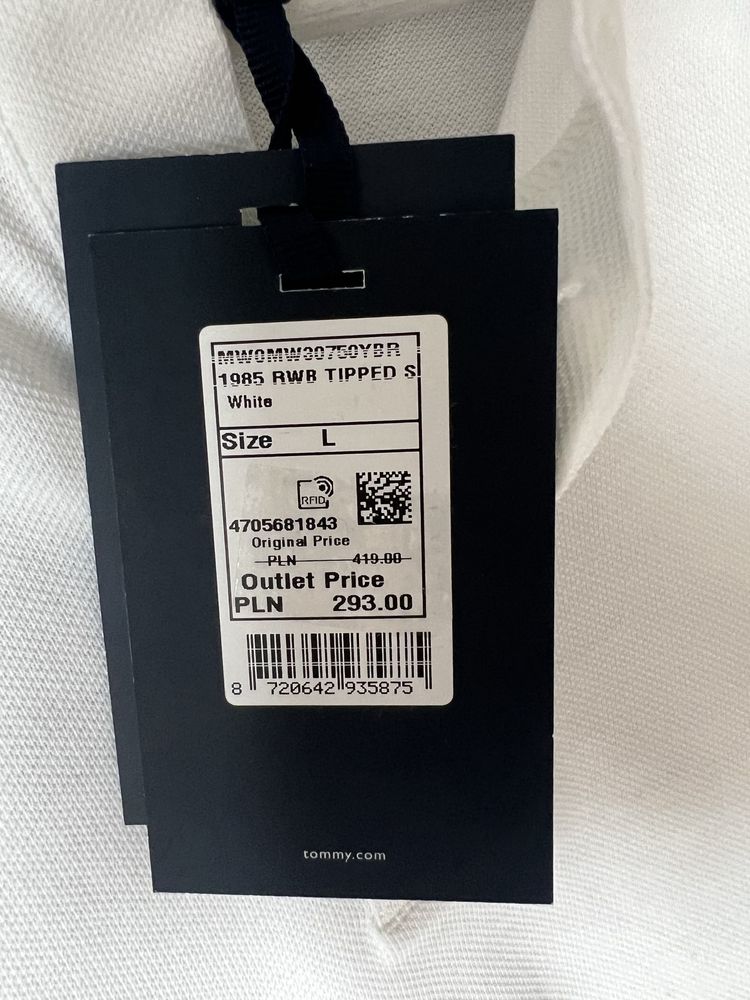 MW0MW30750YBR
1985 RWB TIPPED S
White
Size L
RFID
4705681843
Original Price
PLN 419.00
Outlet Price
PLN 293.00
8 720642 935875
tommy.com